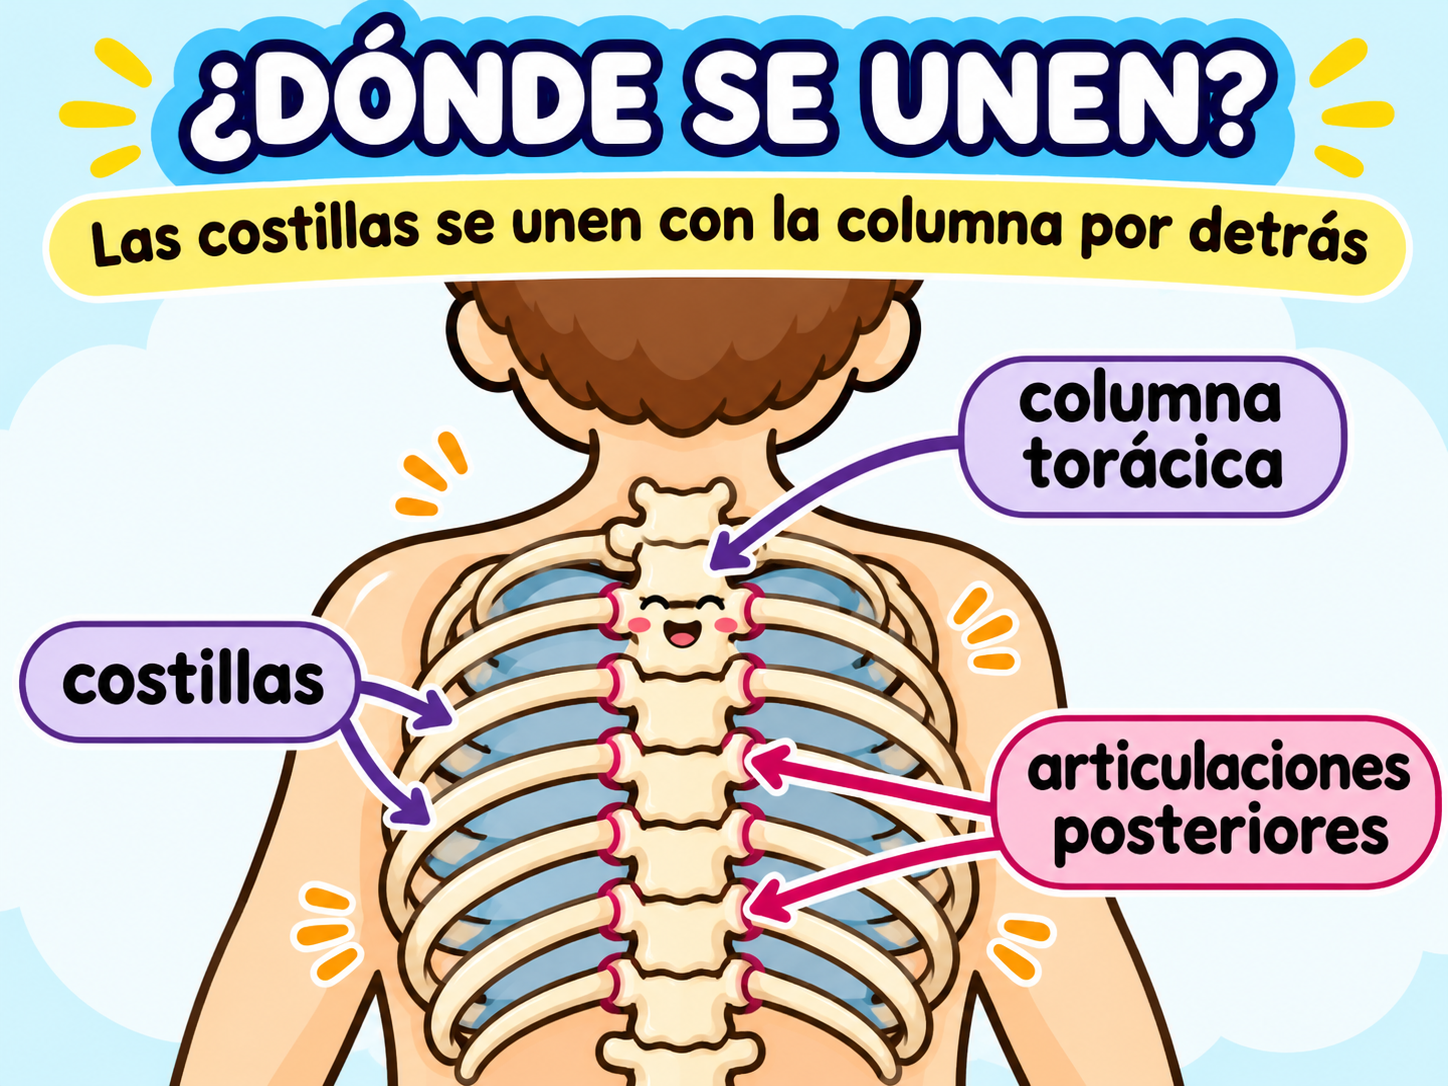 ¿DÓNDE SE UNEN?
Las costillas se unen con la columna por detrás
columna
torácica
costillas
articulaciones
posteriores